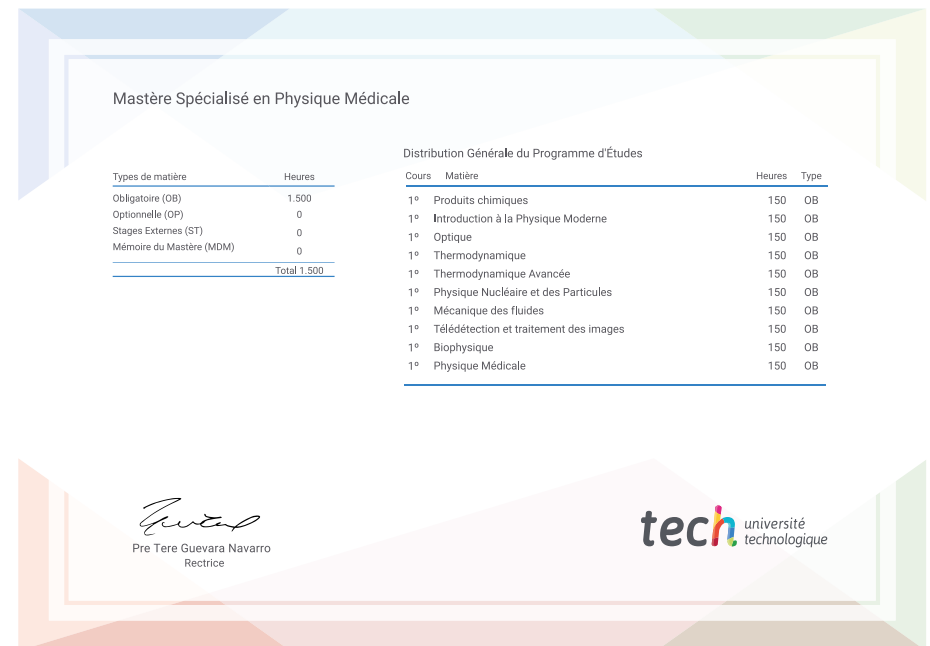 Mastère Spécialisé en Physique Médicale
Types de matière Heures
Obligatoire (OB) 1.500
Optionnelle (OP) 0
Stages Externes (ST) 0
Mémoire du Mastère (MDM) 0
Total 1.500
Distribution Générale du Programme d'Études
Cours Matière Heures Type
1º Produits chimiques 150 OB
1º Introduction à la Physique Moderne 150 OB
1º Optique 150 OB
1º Thermodynamique 150 OB
1º Thermodynamique Avancée 150 OB
1º Physique Nucléaire et des Particules 150 OB
1º Mécanique des fluides 150 OB
1º Télédétection et traitement des images 150 OB
1º Biophysique 150 OB
1º Physique Médicale 150 OB
Pre Tere Guevara Navarro
Rectrice
tech université
technologique